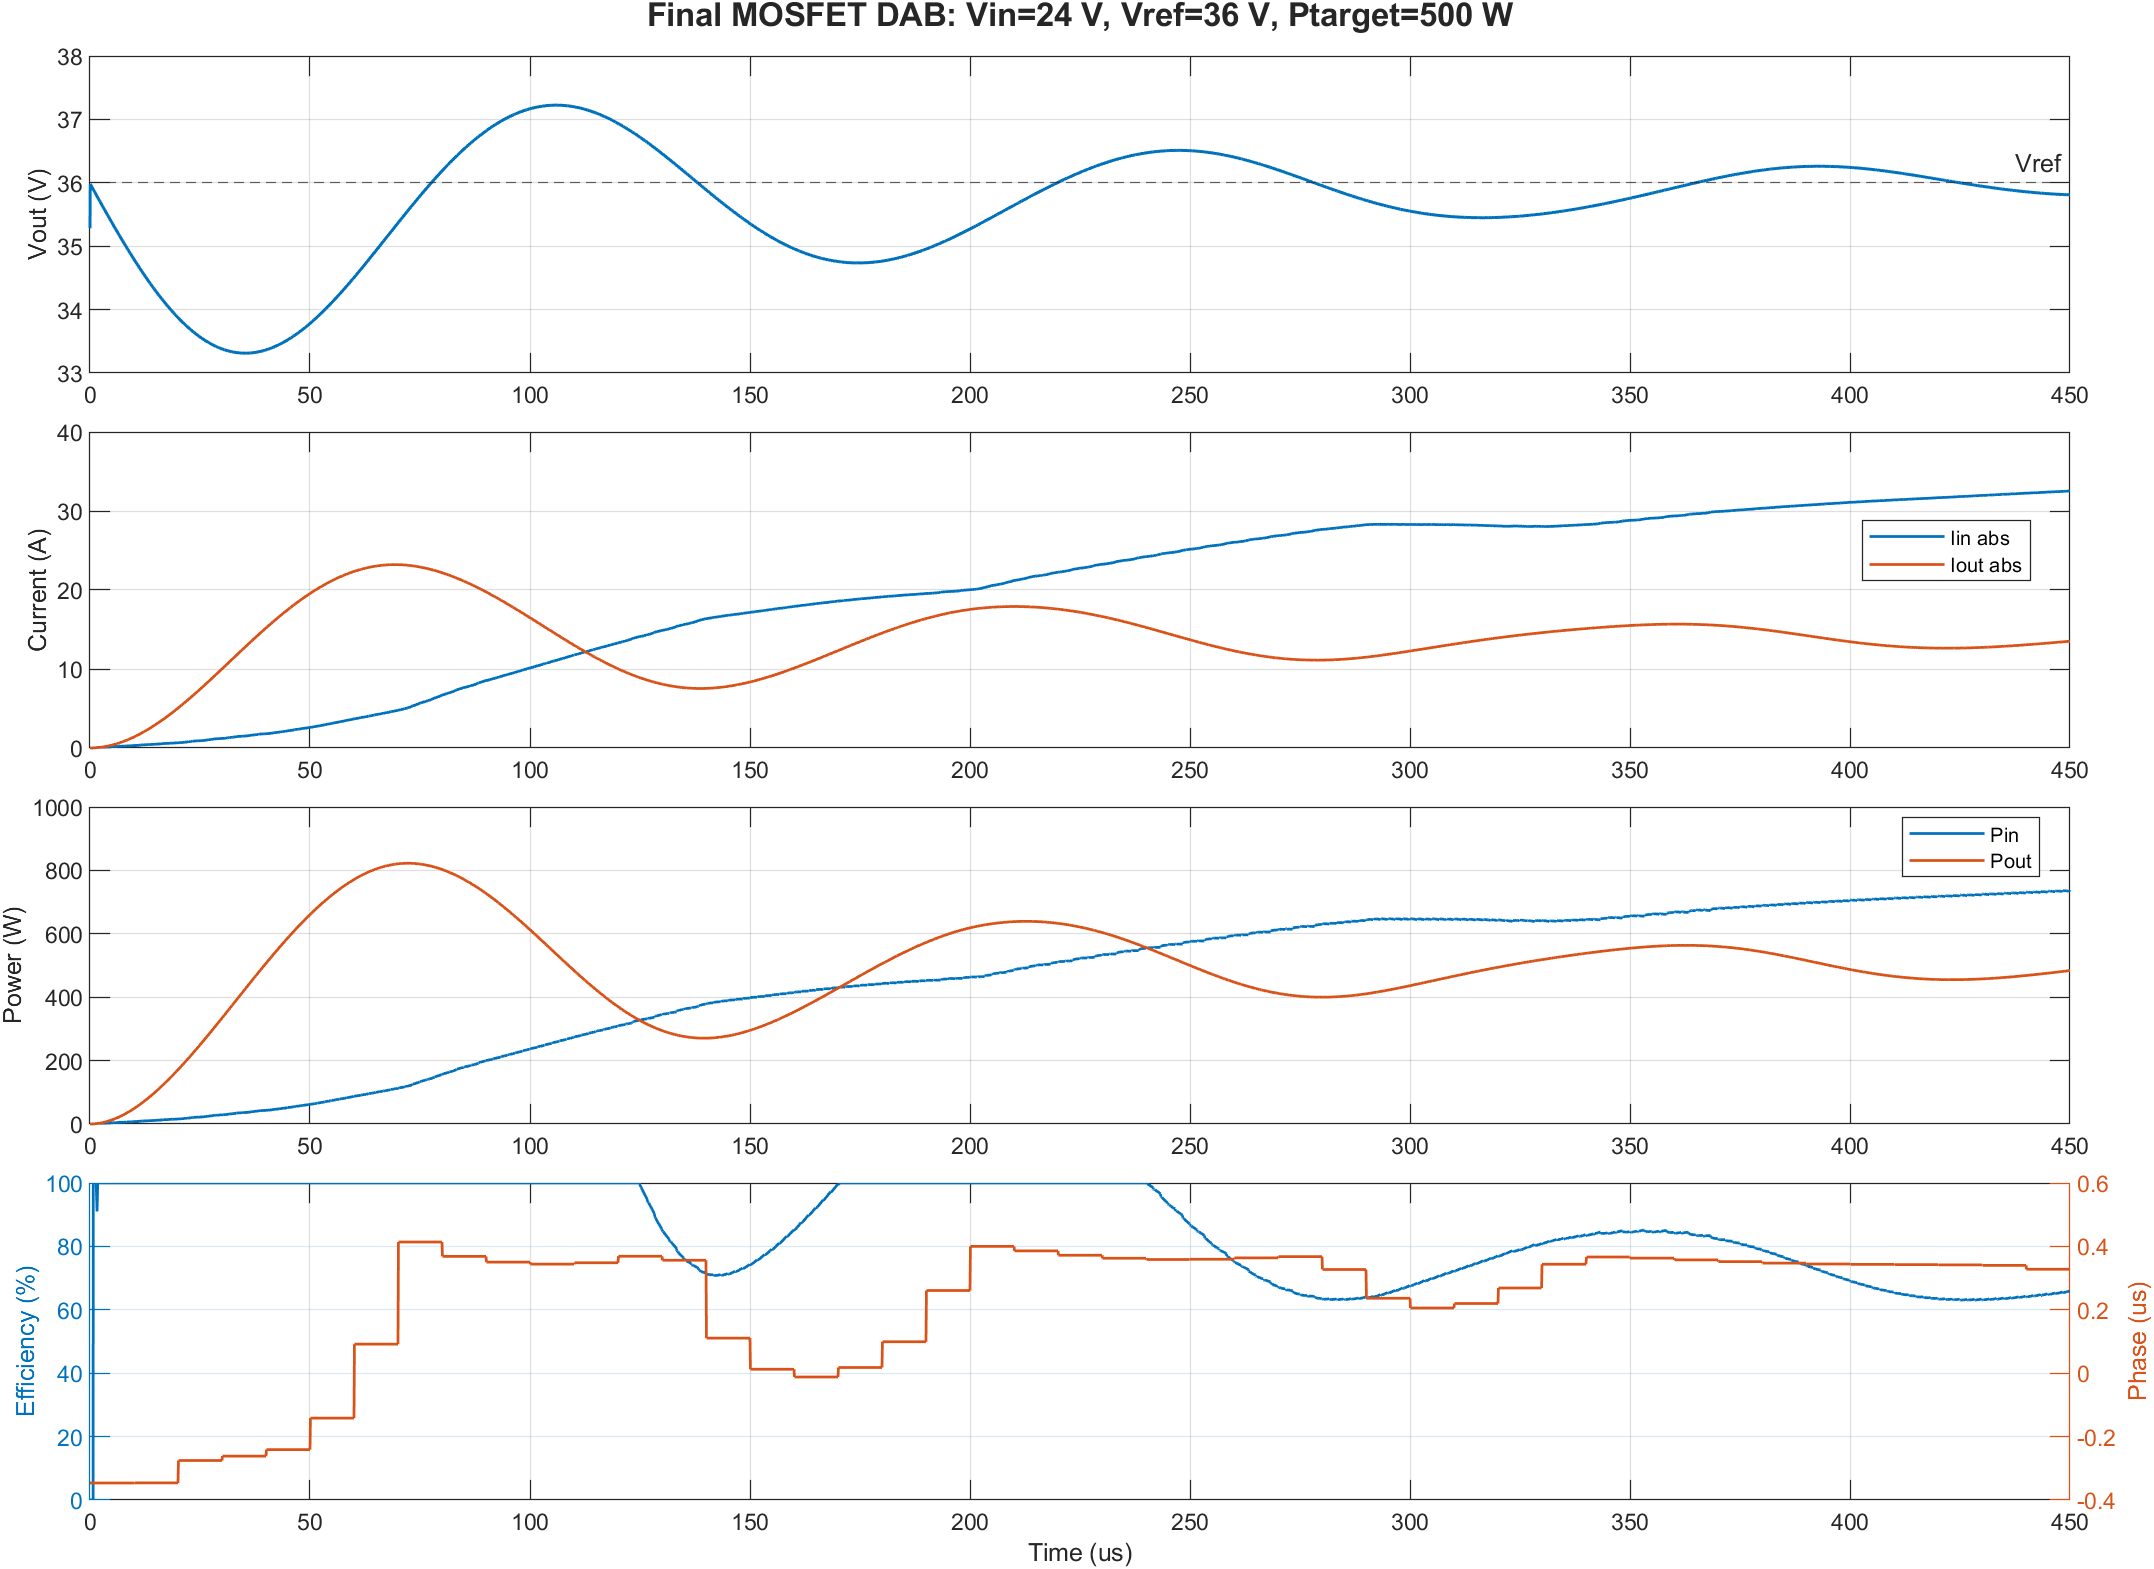 Final MOSFET DAB: Vin=24 V, Vref=36 V, Ptarget=500 W
38
37
36
35
34
33
Vout (V)
Vref
0 50 100 150 200 250 300 350 400 450
40
30
20
10
0
Current (A)
Iin abs
Iout abs
0 50 100 150 200 250 300 350 400 450
1000
800
600
400
200
0
Power (W)
Pin
Pout
0 50 100 150 200 250 300 350 400 450
100
80
60
40
20
0
Efficiency (%)
0.6
0.4
0.2
0
-0.2
-0.4
Phase (us)
0 50 100 150 200 250 300 350 400 450
Time (us)